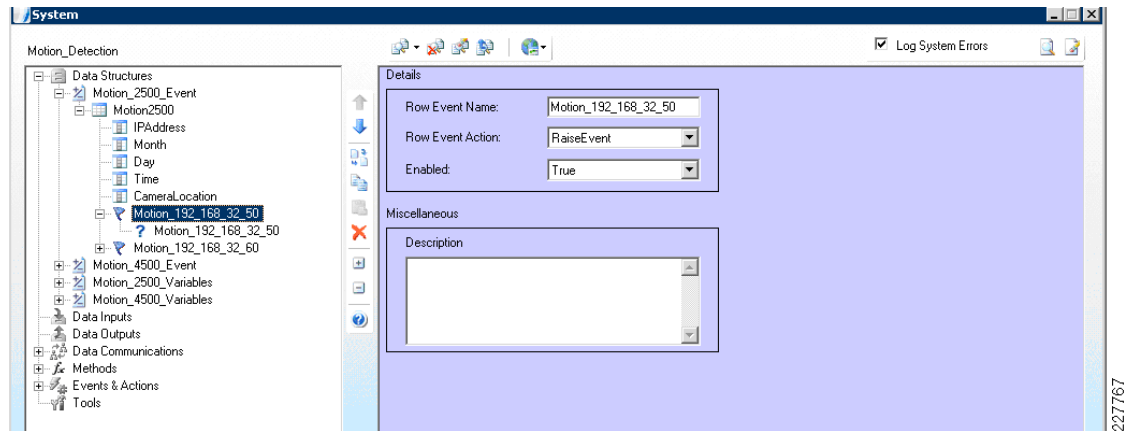 System
Motion_Detection
Log System Errors
Data Structures
Motion_2500_Event
Motion2500
IPAddress
Month
Day
Time
CameraLocation
Motion_192_168_32_50
? Motion_192_168_32_50
Motion_192_168_32_60
Motion_4500_Event
Motion_2500_Variables
Motion_4500_Variables
Data Inputs
Data Outputs
Data Communications
fx Methods
Events & Actions
Tools
Details
Row Event Name: Motion_192_168_32_50
Row Event Action: RaiseEvent
Enabled: True
Miscellaneous
Description
227767